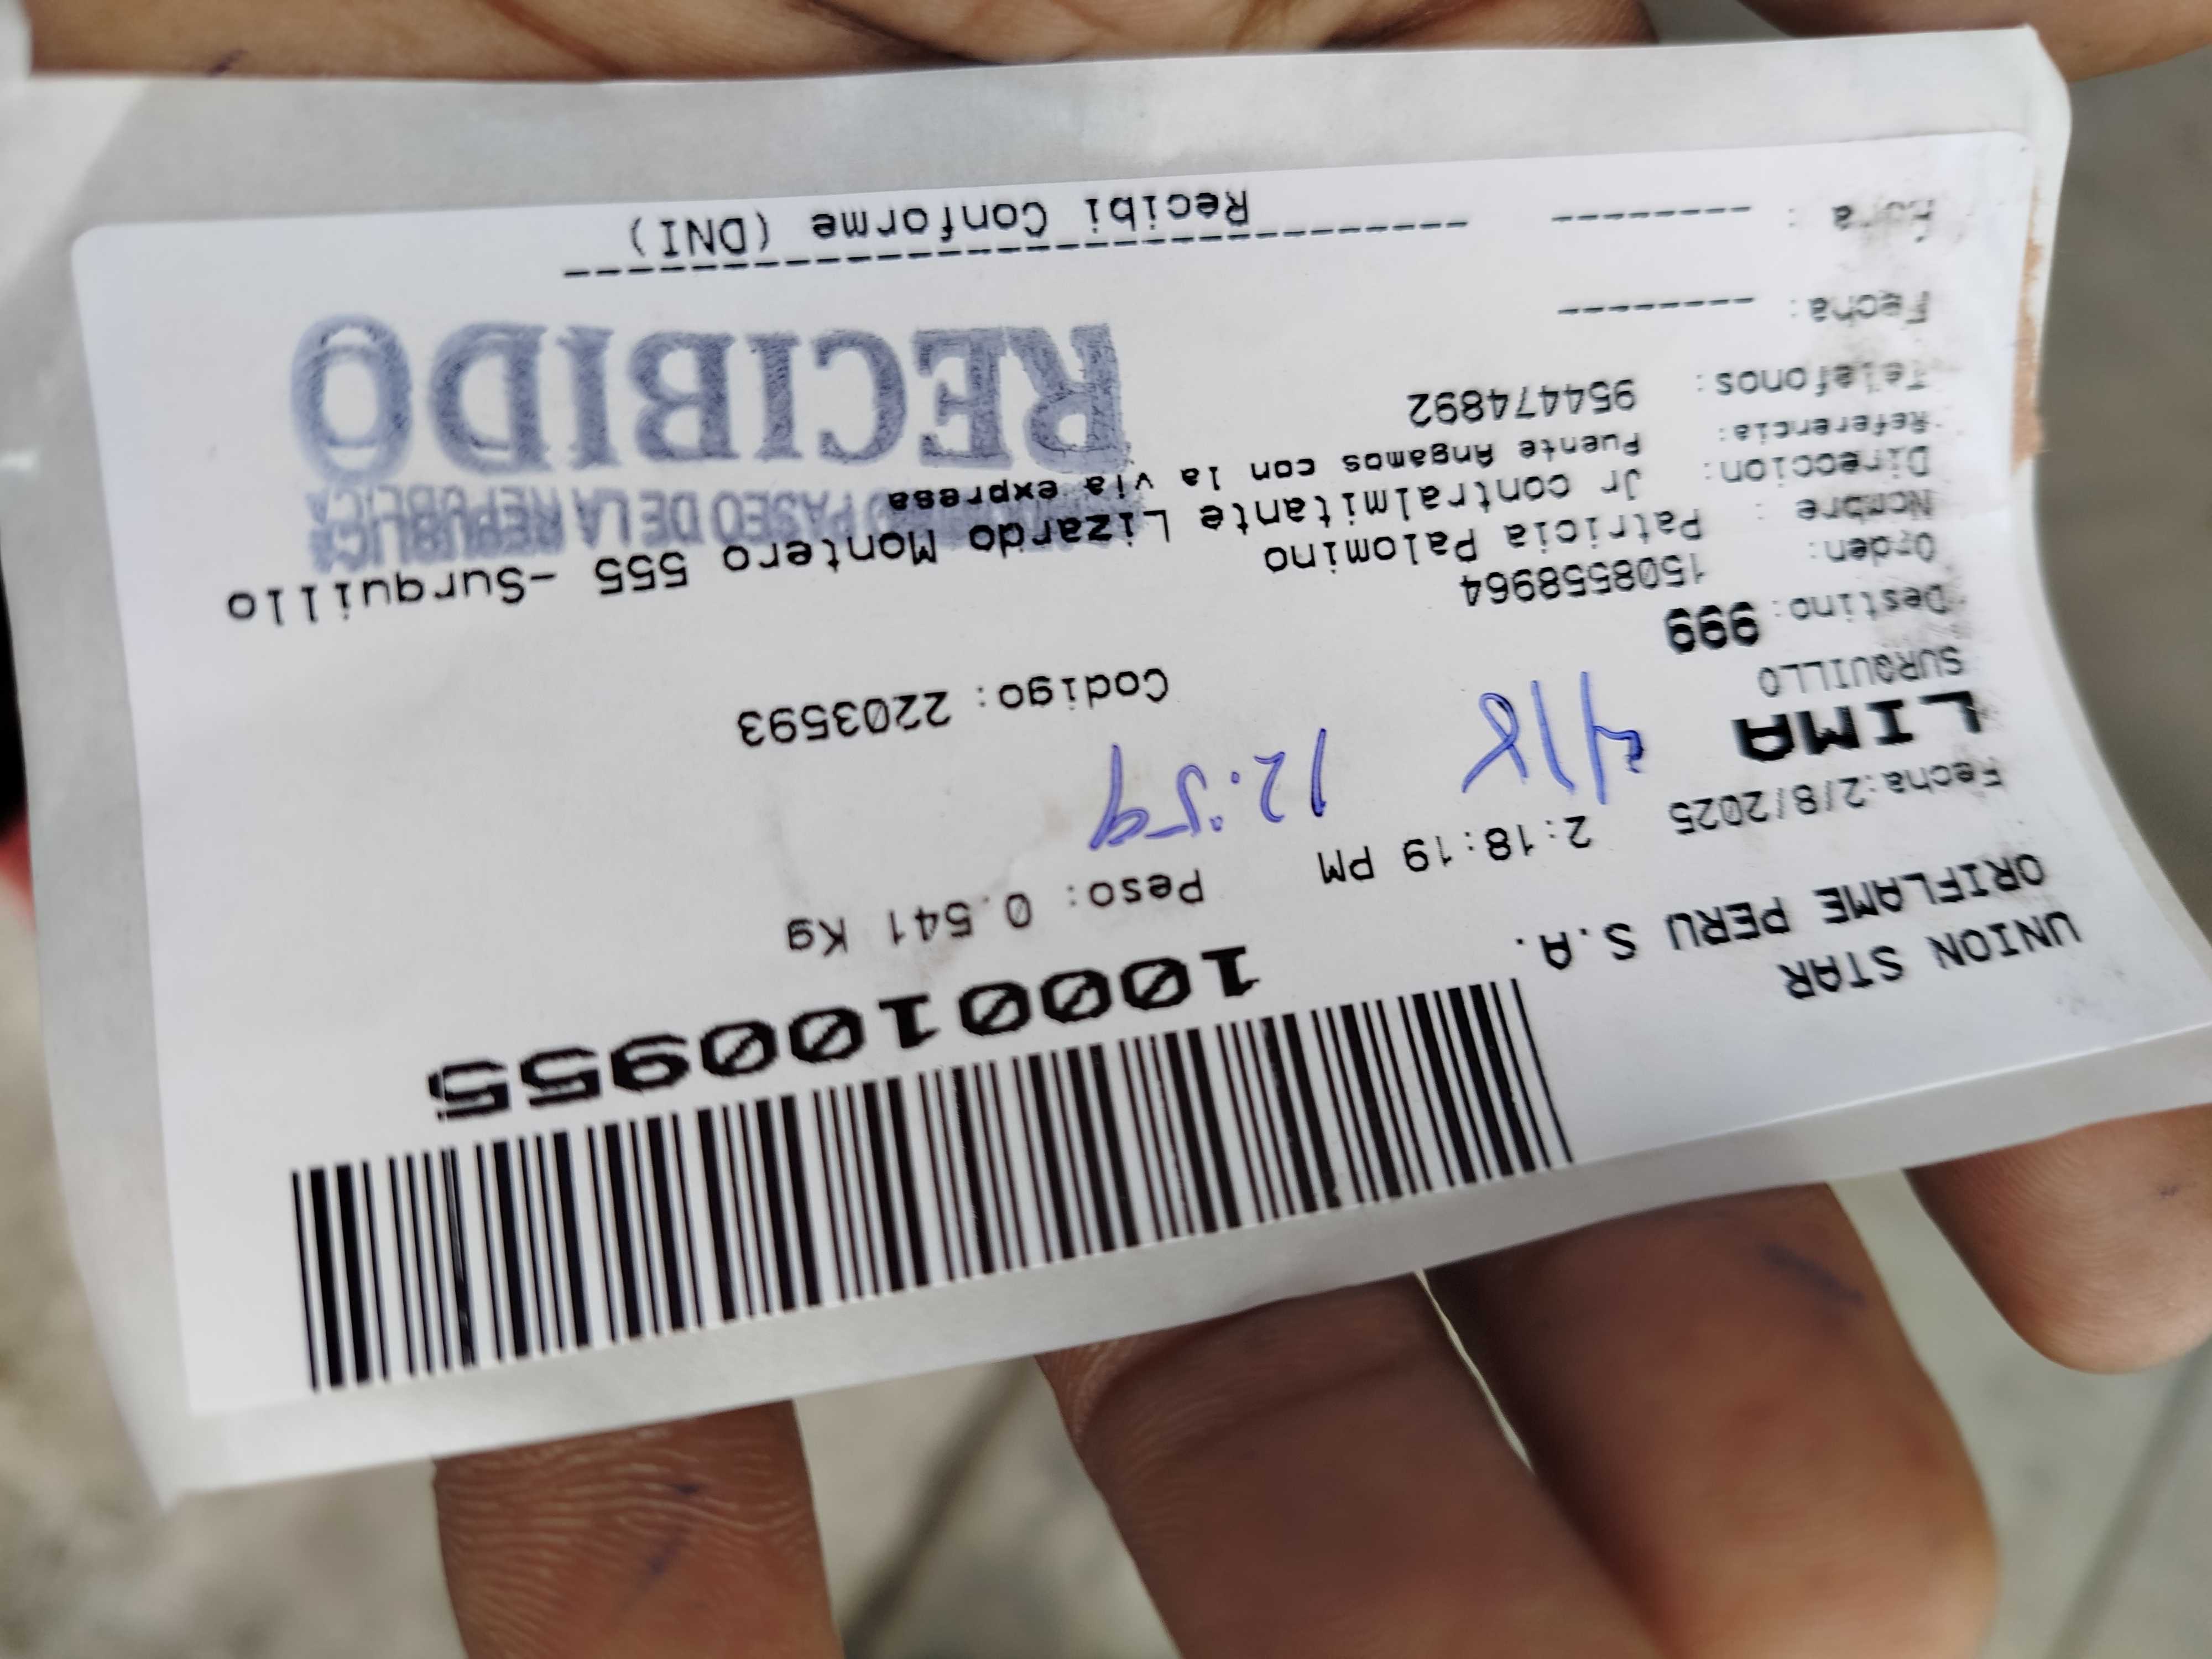 UNION STAR
ORIFLAME PERU S.A.
1000100955
Fecha:2/8/2025 2:18:19 PM Peso: 0.541 Kg
LIMA 4/8 12:59
SURQUILLO
Destino: 999 Codigo: 2203593
Orden: 1508558964
Nombre : Patricia Palomino
Direccion: Jr contralmitante Lizardo Montero 555 -Surquillo
Referencia: Puente Angamos con la via expresa
Telefonos: 954474892
PASEO DE LA REPUBLICA
RECIBIDO
Fecha: --------
Hora : --------
Recibi Conforme (DNI)